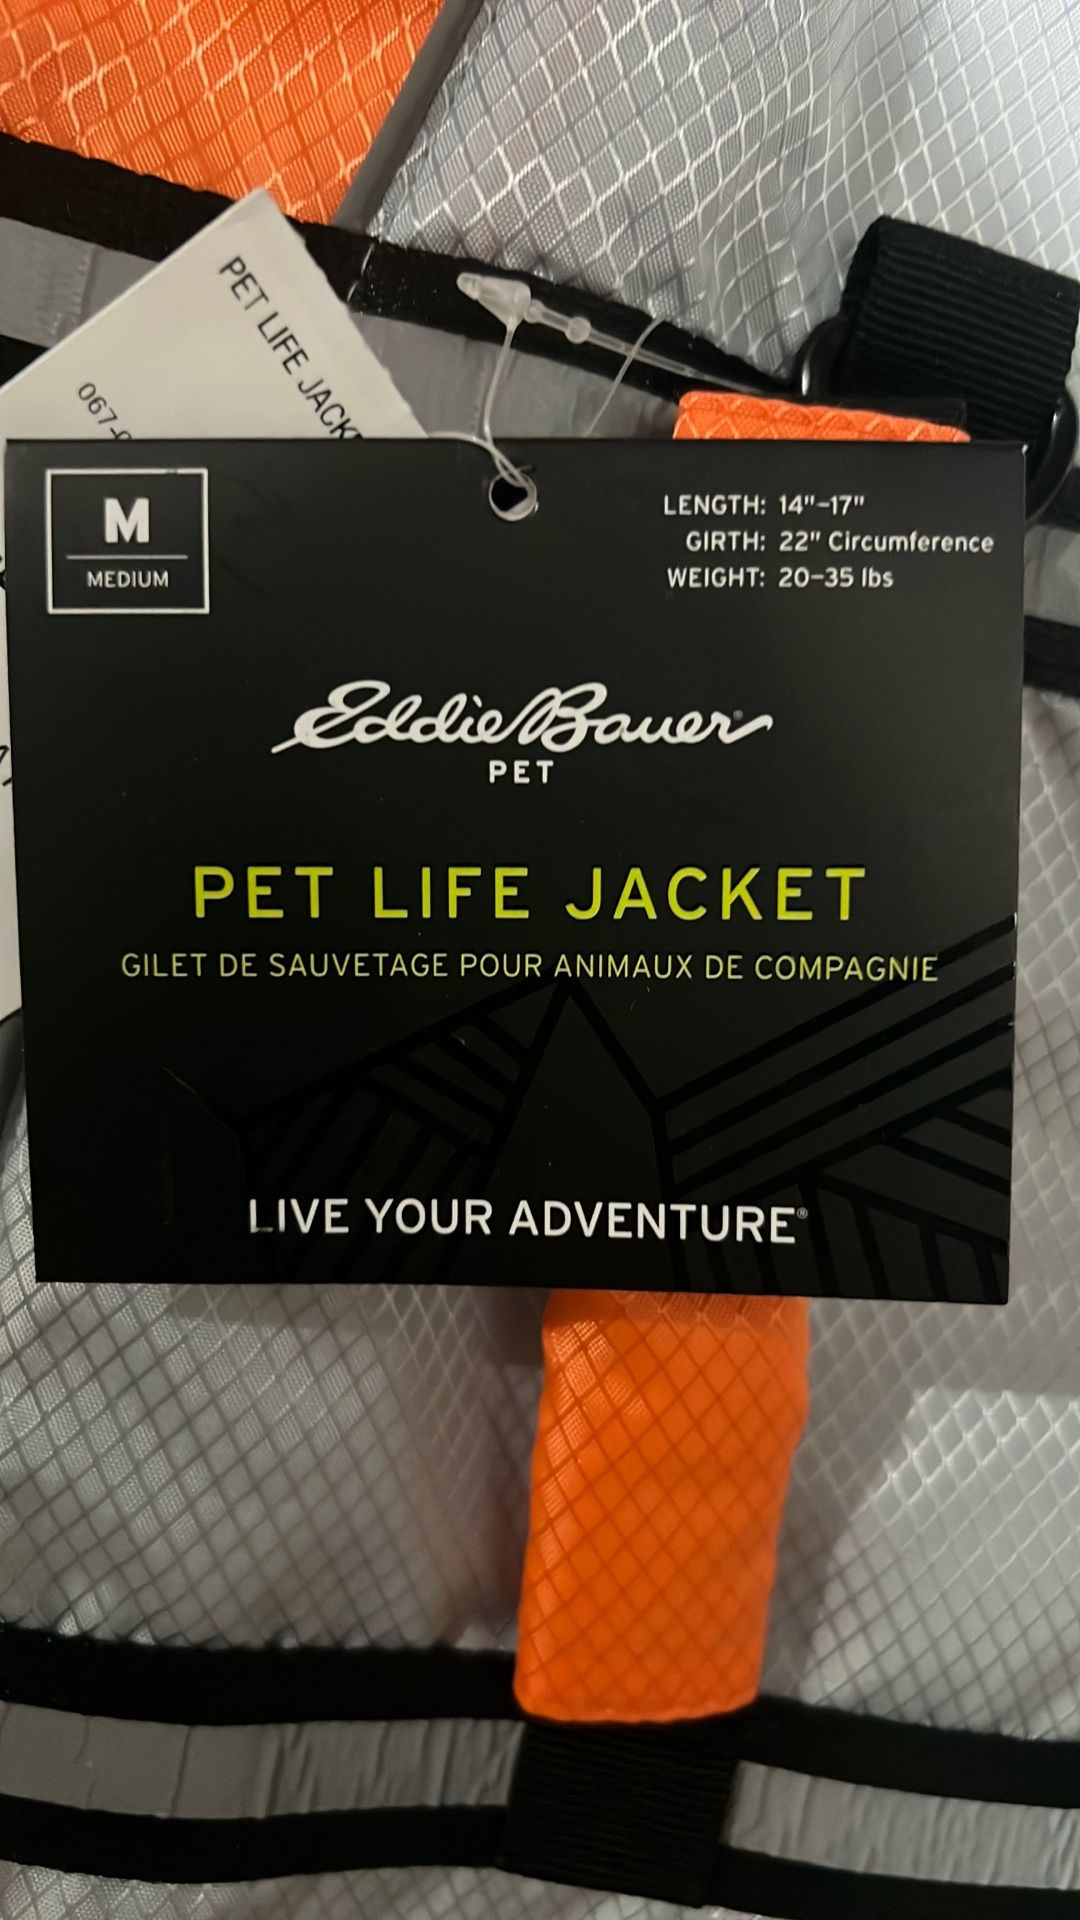 PET LIFE JACK
067-
M
MEDIUM
LENGTH: 14"–17"
GIRTH: 22" Circumference
WEIGHT: 20–35 lbs
Eddie Bauer®
PET
PET LIFE JACKET
GILET DE SAUVETAGE POUR ANIMAUX DE COMPAGNIE
LIVE YOUR ADVENTURE®